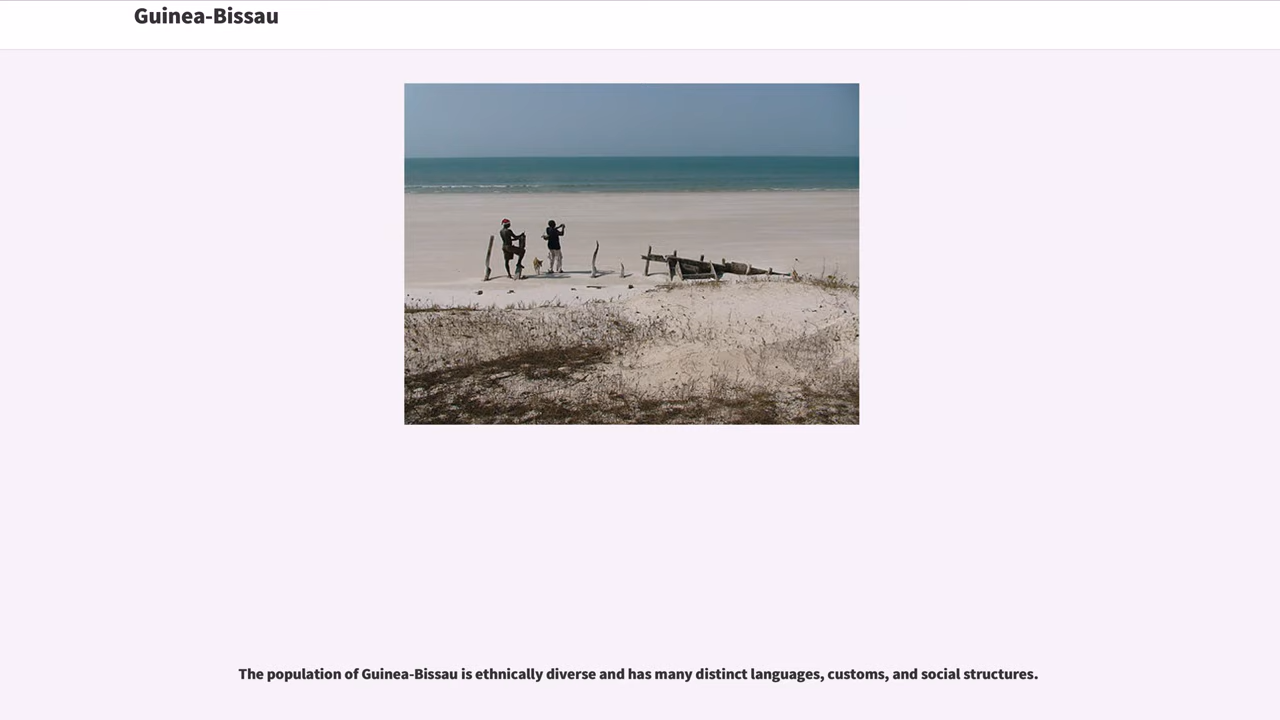 Guinea-Bissau
The population of Guinea-Bissau is ethnically diverse and has many distinct languages, customs, and social structures.